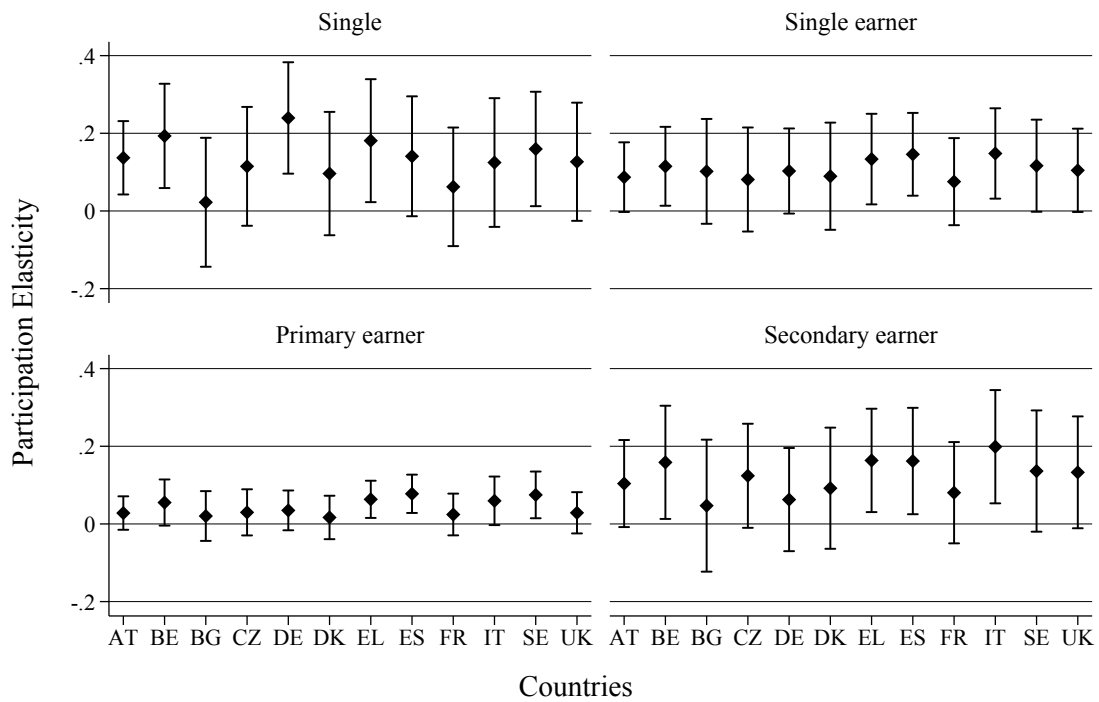 Single
Single earner
.4
.2
0
-.2
Participation Elasticity
Primary earner
Secondary earner
.4
.2
0
-.2
AT BE BG CZ DE DK EL ES FR IT SE UK
AT BE BG CZ DE DK EL ES FR IT SE UK
Countries